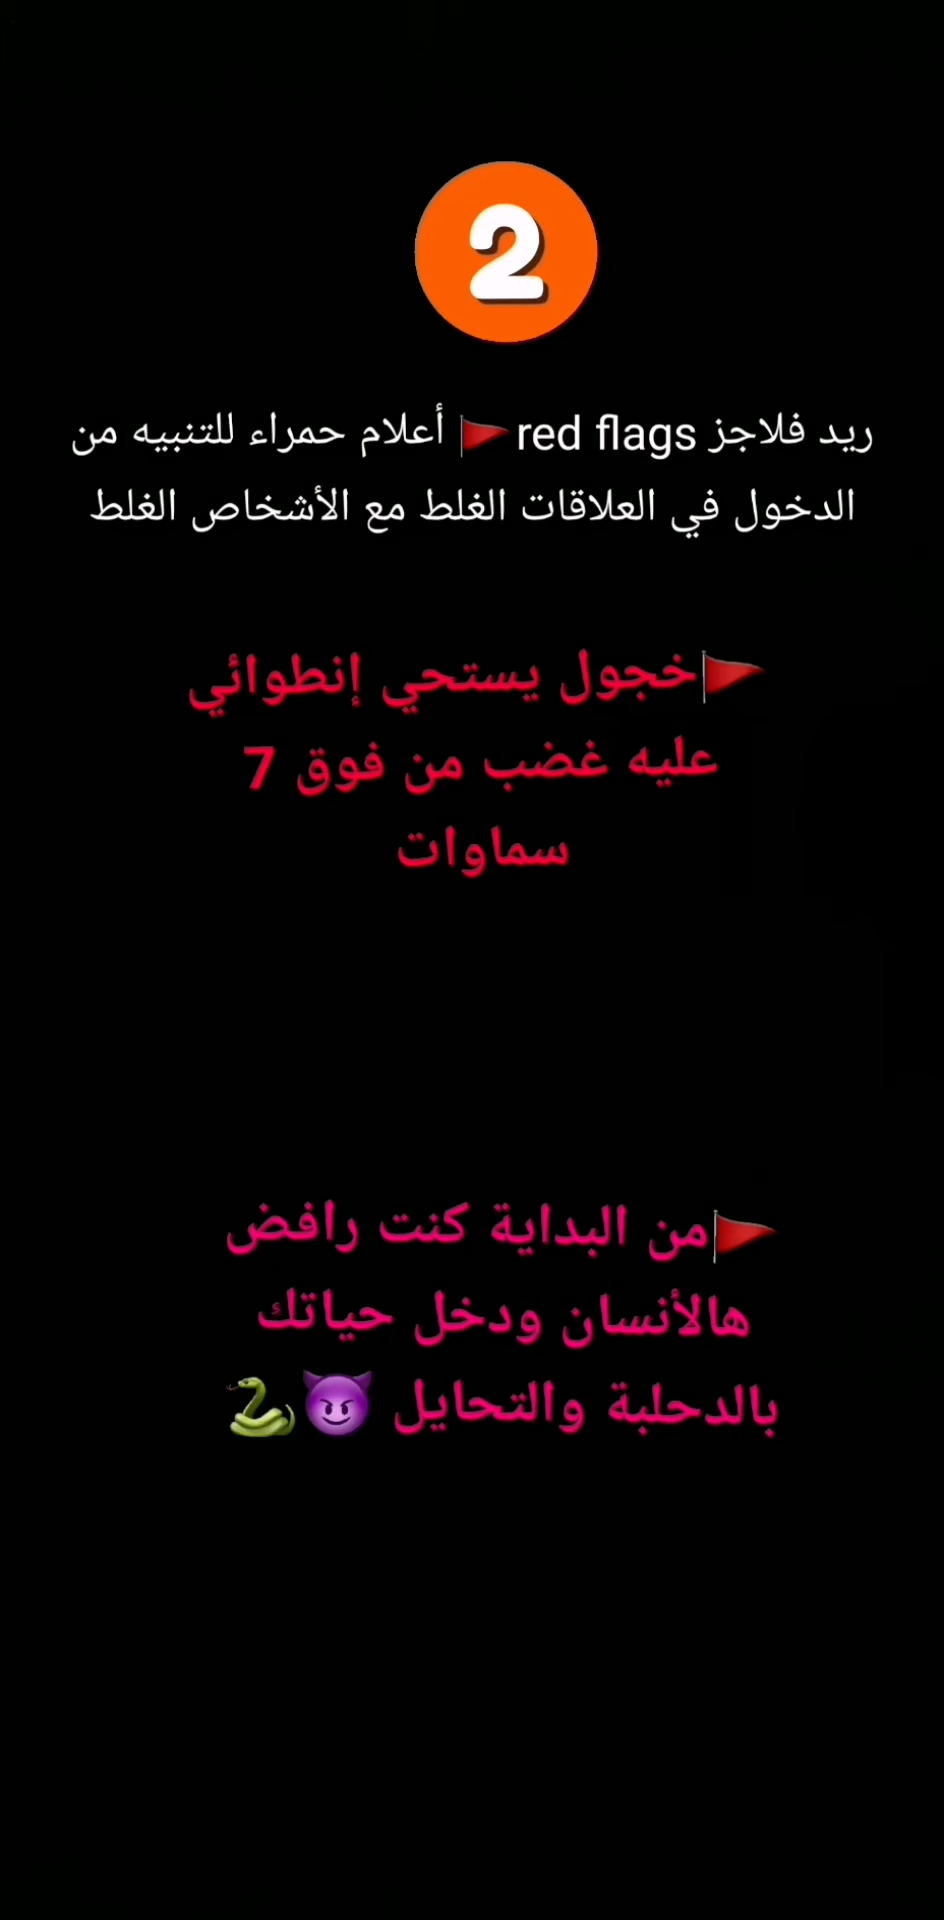 2
ريد فلاجز red flags🚩 أعلام حمراء للتنبيه من
الدخول في العلاقات الغلط مع الأشخاص الغلط
🚩خجول يستحي إنطوائي
عليه غضب من فوق 7
سماوات
🚩من البداية كنت رافض
هالأنسان ودخل حياتك
بالدحلبة والتحايل 😈🐍